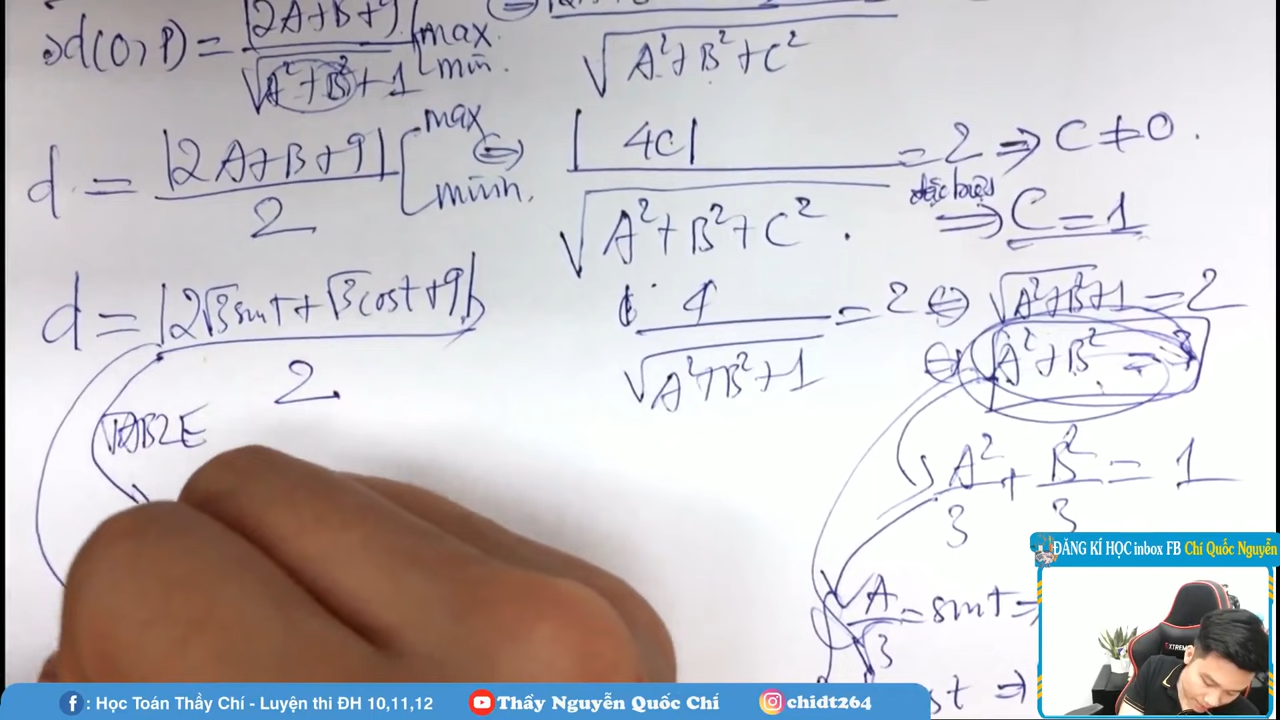 d(O,P) = |2A+B+9| / √(A²+B²+1) [max min.
√(A²+B²+C²)
d = |2A+B+9| / 2 [max minh.
⇔ |4C| / √(A²+B²+C²) = 2 ⇒ C ≠ 0.
đặc biệt ⇒ C = 1
d = |2√3 sint + √3 cost + 9| / 2
4 / √(A²+B²+1) = 2 ⇔ √(A²+B²+1) = 2
⇔ A²+B² = 3
TABLE
A²/3 + B²/3 = 1
A/√3 = sint ⇒
st ⇒
ĐĂNG KÍ HỌC inbox FB Chí Quốc Nguyễn
: Học Toán Thầy Chí - Luyện thi ĐH 10,11,12
Thầy Nguyễn Quốc Chí
chidt264